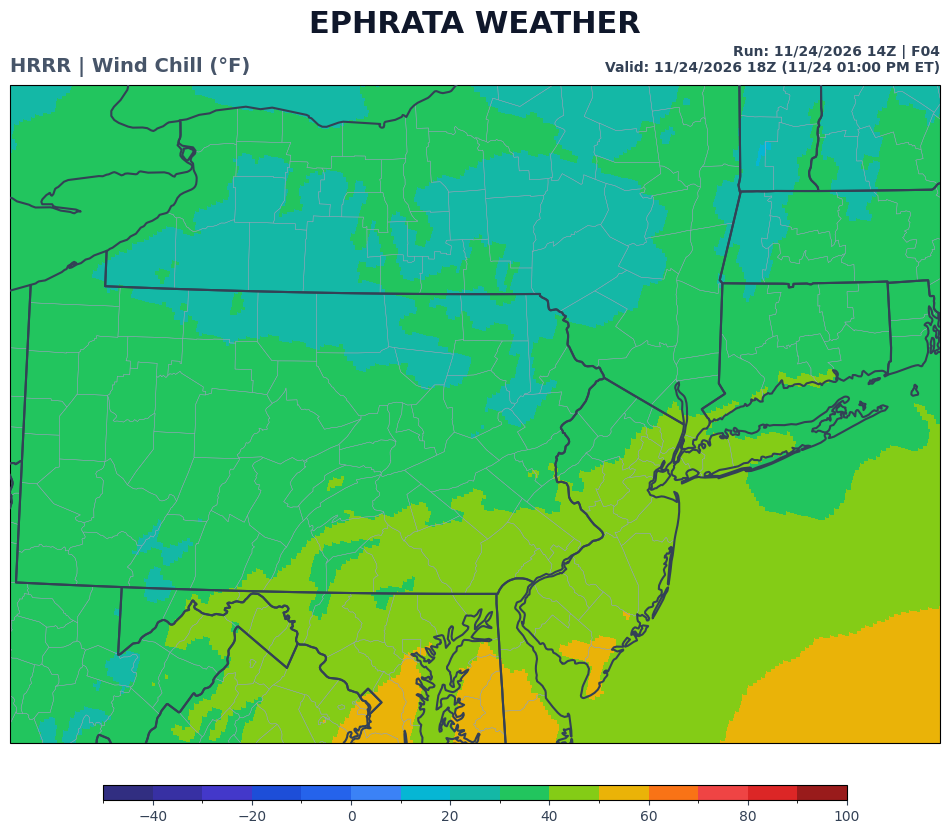 EPHRATA WEATHER
HRRR | Wind Chill (°F)
Run: 11/24/2026 14Z | F04
Valid: 11/24/2026 18Z (11/24 01:00 PM ET)
−40 −20 0 20 40 60 80 100